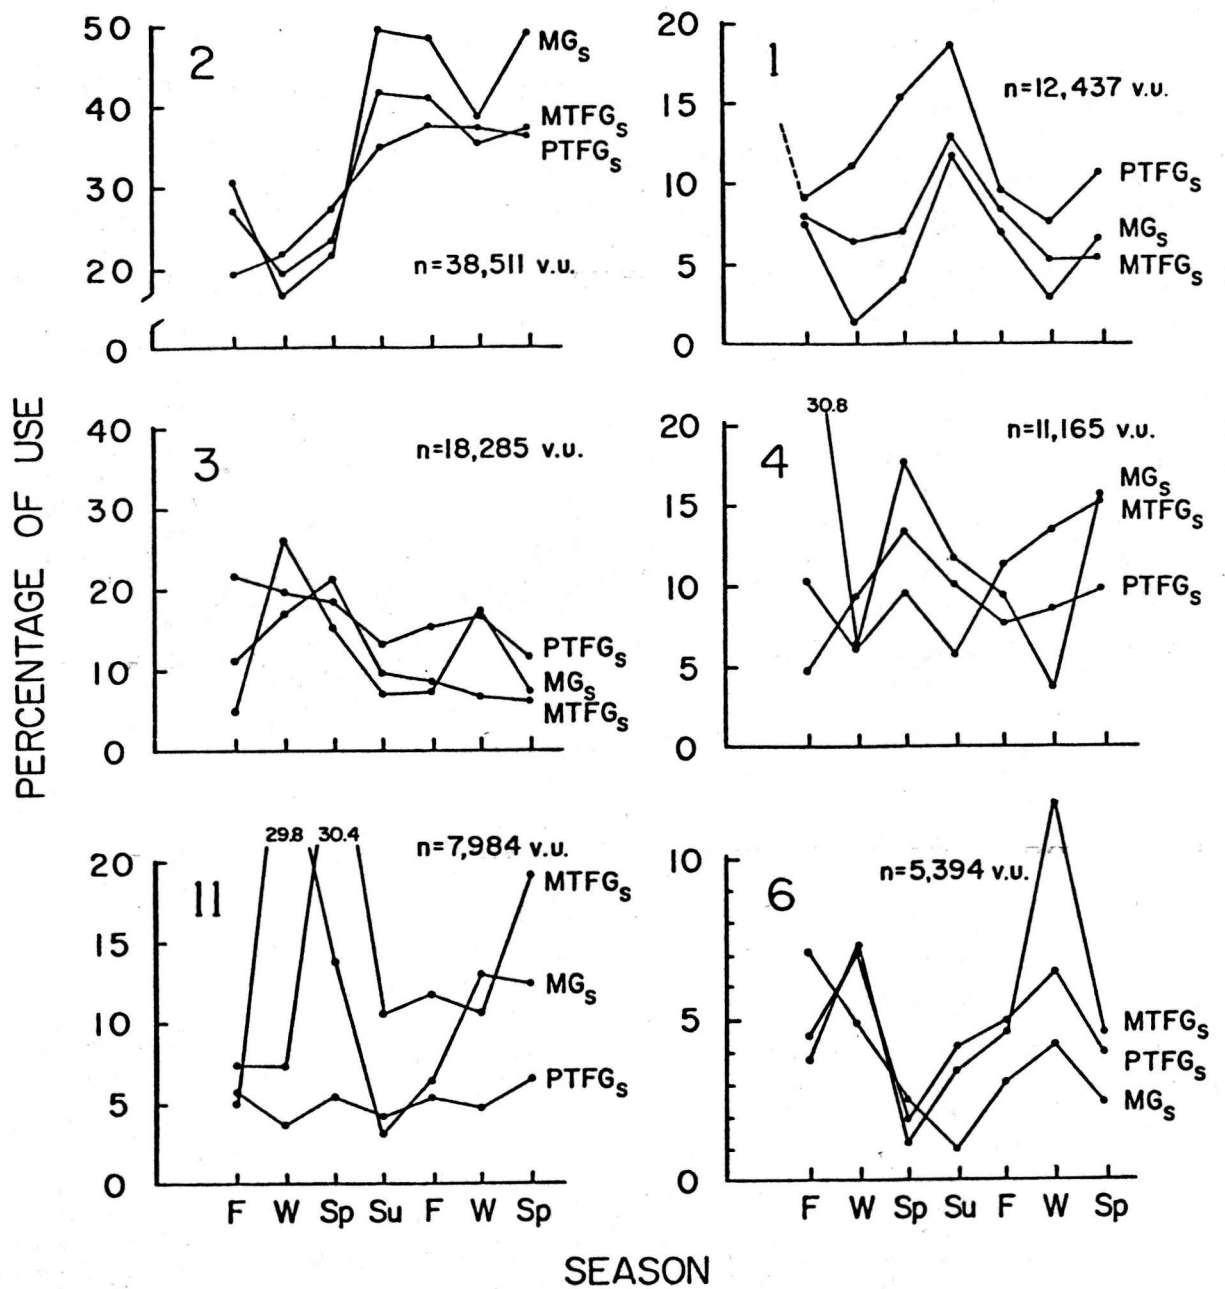 PERCENTAGE OF USE
2
50
40
30
20
0
MGs
MTFGs
PTFGs
n=38,511 v.u.
1
20
15
10
5
0
n=12,437 v.u.
PTFGs
MGs
MTFGs
3
40
30
20
10
0
n=18,285 v.u.
PTFGs
MGs
MTFGs
4
30.8
20
15
10
5
0
n=11,165 v.u.
MGs
MTFGs
PTFGs
11
29.8 30.4
20
15
10
5
0
n=7,984 v.u.
MTFGs
MGs
PTFGs
F W Sp Su F W Sp
6
10
5
0
n=5,394 v.u.
MTFGs
PTFGs
MGs
F W Sp Su F W Sp
SEASON